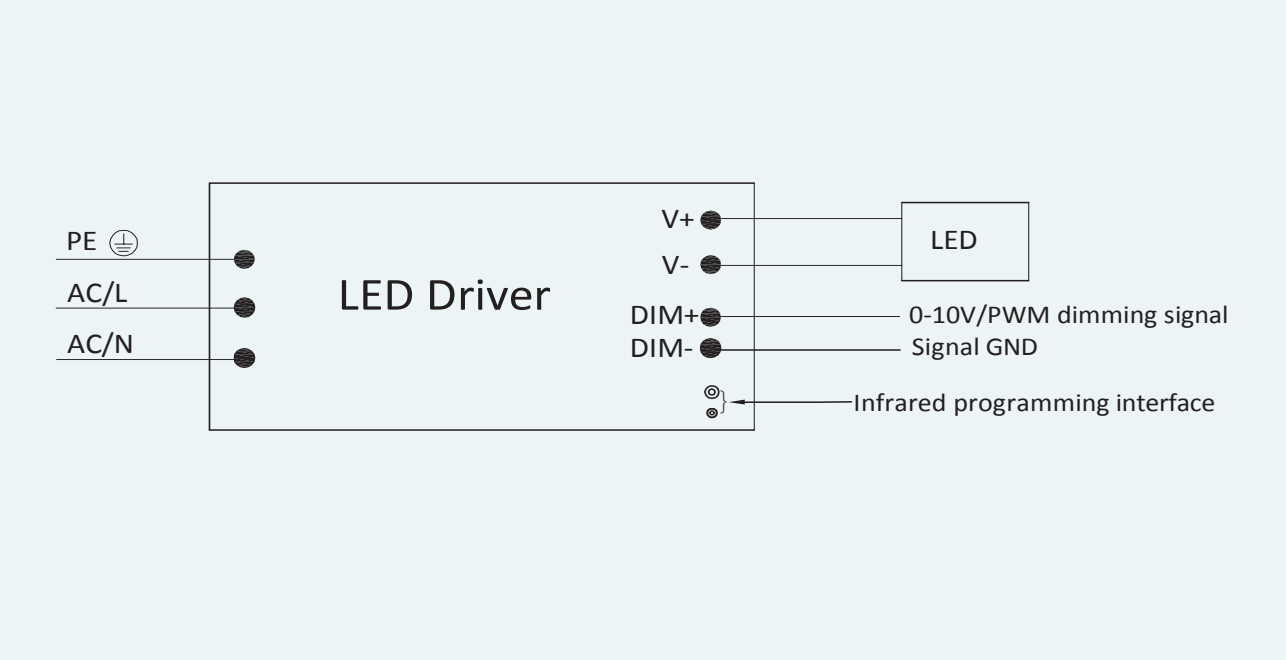 PE
AC/L
AC/N
LED Driver
V+
V-
DIM+
DIM-
LED
0-10V/PWM dimming signal
Signal GND
Infrared programming interface